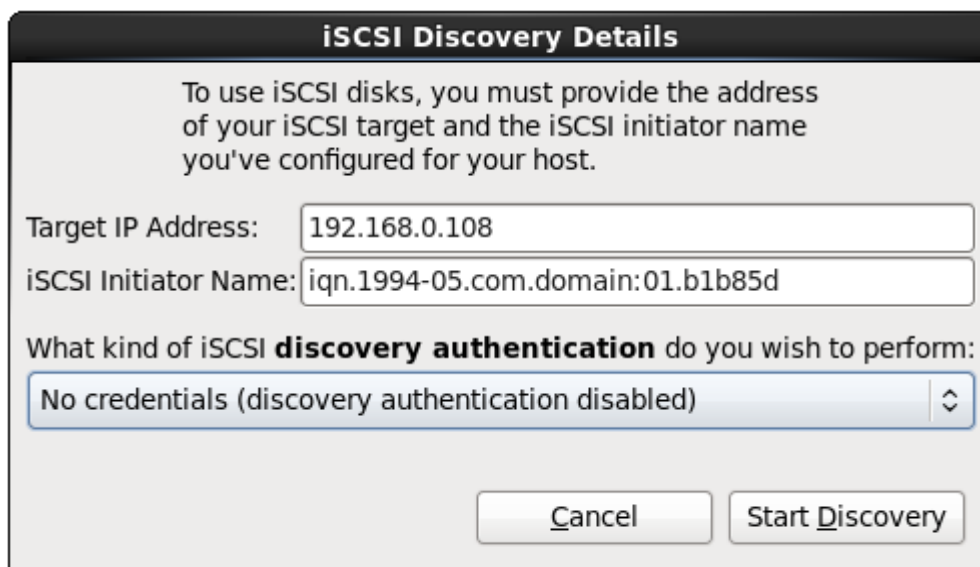 iSCSI Discovery Details
To use iSCSI disks, you must provide the address
of your iSCSI target and the iSCSI initiator name
you've configured for your host.
Target IP Address: 192.168.0.108
iSCSI Initiator Name: iqn.1994-05.com.domain:01.b1b85d
What kind of iSCSI discovery authentication do you wish to perform:
No credentials (discovery authentication disabled)
Cancel Start Discovery